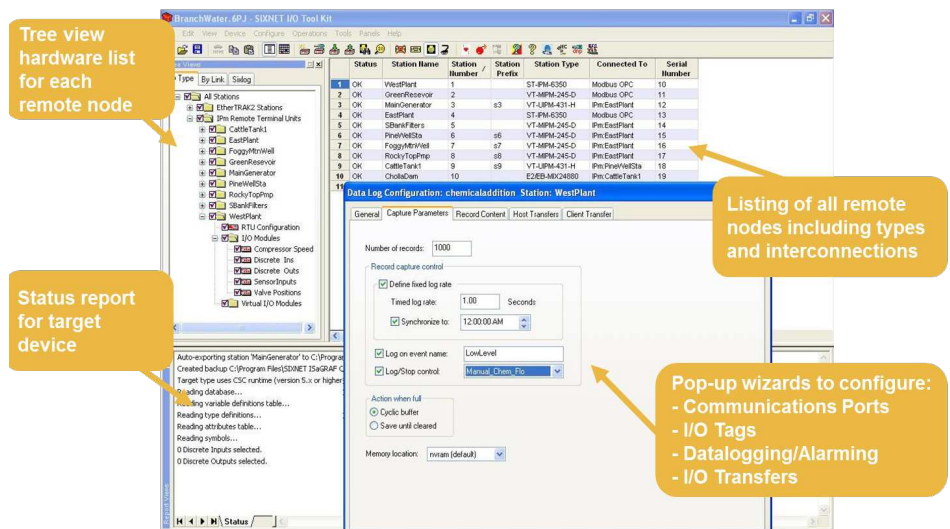 BranchWater.6PJ - SIXNET I/O Tool Kit
Edit View Device Configure Operations Tools Panels Help
Tree view
hardware list
for each
remote node
Type By Link Sixlog
All Stations
EtherTRAK2 Stations
IPm Remote Terminal Units
CattleTank1
EastPlant
FoggyMtnWell
GreenResevoir
MainGenerator
PineWellSta
RockyTopPmp
SBankFilters
WestPlant
RTU Configuration
I/O Modules
Compressor Speed
Discrete Ins
Discrete Outs
SensorInputs
Valve Positions
Virtual I/O Modules
Status Station Name Station Number / Station Prefix Station Type Connected To Serial Number
1 OK WestPlant 1 ST-IPM-6350 Modbus OPC 10
2 OK GreenResevoir 2 VT-MIPM-245-D Modbus OPC 11
3 OK MainGenerator 3 s3 VT-UIPM-431-H IPm:EastPlant 12
4 OK EastPlant 4 ST-IPM-6350 Modbus OPC 13
5 OK SBankFilters 5 VT-MIPM-245-D IPm:EastPlant 14
6 OK PineWellSta 6 s6 VT-MIPM-245-D IPm:EastPlant 15
7 OK FoggyMtnWell 7 s7 VT-MIPM-245-D IPm:EastPlant 16
8 OK RockyTopPmp 8 s8 VT-MIPM-245-D IPm:EastPlant 17
9 OK CattleTank1 9 s9 VT-UIPM-431-H IPm:PineWellSta 18
10 OK ChollaDam 10 E2/EB-MIX24880 IPm:CattleTank1 19
11
Listing of all remote
nodes including types
and interconnections
Data Log Configuration: chemicaladdition Station: WestPlant
General Capture Parameters Record Content Host Transfers Client Transfer
Number of records: 1000
Record capture control
Define fixed log rate
Timed log rate: 1.00 Seconds
Synchronize to: 12:00:00 AM
Log on event name: LowLevel
Log/Stop control: Manual_Chem_Flo
Action when full
Cyclic buffer
Save until cleared
Memory location: nvram (default)
Pop-up wizards to configure:
- Communications Ports
- I/O Tags
- Datalogging/Alarming
- I/O Transfers
Status report
for target
device
Auto-exporting station 'MainGenerator' to C:\Progra
Created backup C:\Program Files\SIXNET ISaGRAF
Target type uses CSC runtime (version 5.x or higher
Reading database...
Reading variable definitions table...
Reading type definitions...
Reading attributes table...
Reading symbols...
0 Discrete Inputs selected.
0 Discrete Outputs selected.
Status